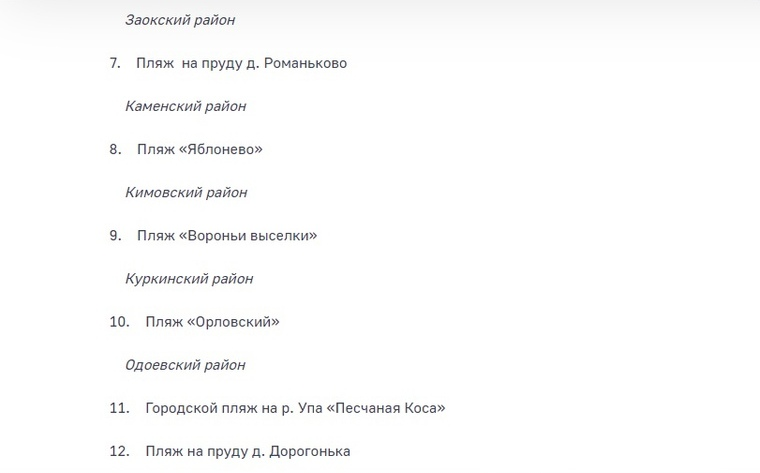 Заокский район
7. Пляж на пруду д. Романьково
Каменский район
8. Пляж «Яблонево»
Кимовский район
9. Пляж «Вороньи выселки»
Куркинский район
10. Пляж «Орловский»
Одоевский район
11. Городской пляж на р. Упа «Песчаная Коса»
12. Пляж на пруду д. Дорогонька